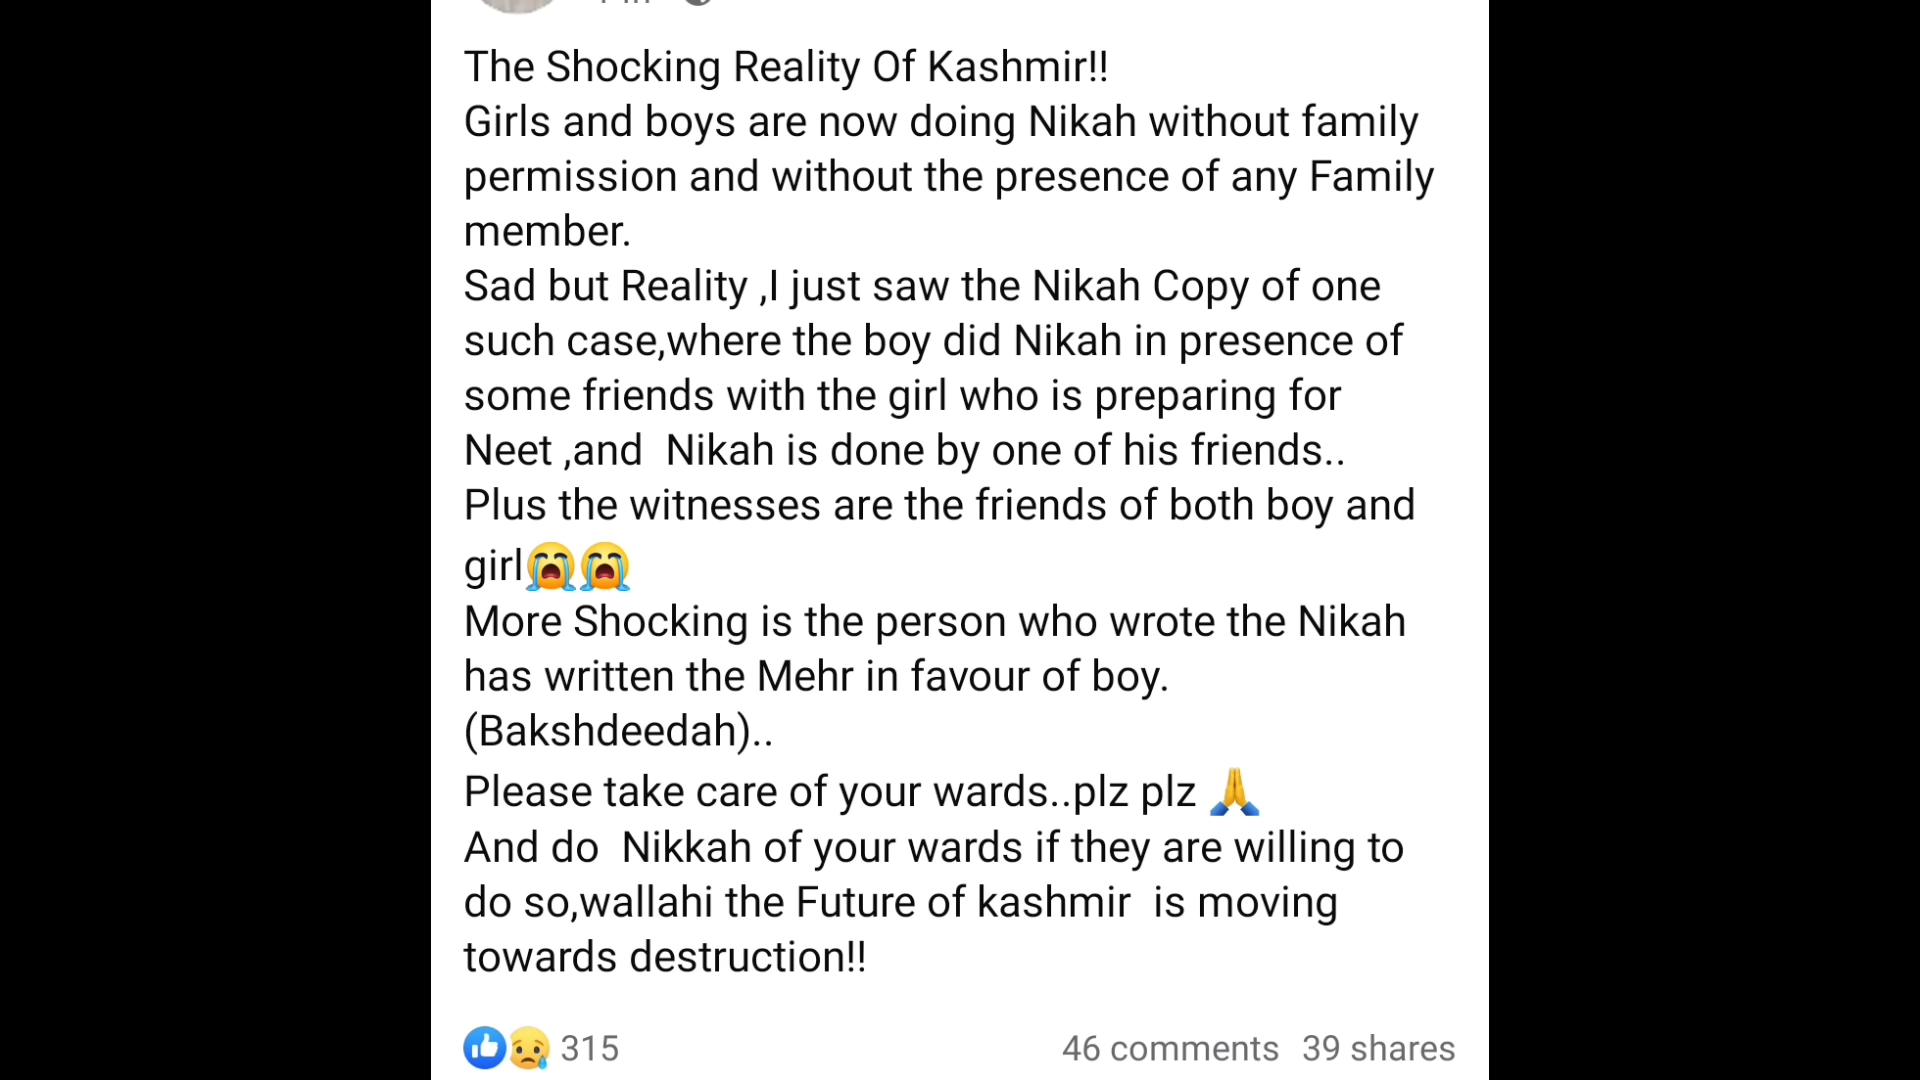 The Shocking Reality Of Kashmir!!
Girls and boys are now doing Nikah without family
permission and without the presence of any Family
member.
Sad but Reality ,I just saw the Nikah Copy of one
such case,where the boy did Nikah in presence of
some friends with the girl who is preparing for
Neet ,and  Nikah is done by one of his friends..
Plus the witnesses are the friends of both boy and
girl😭😭
More Shocking is the person who wrote the Nikah
has written the Mehr in favour of boy.
(Bakshdeedah)..
Please take care of your wards..plz plz 🙏
And do  Nikkah of your wards if they are willing to
do so,wallahi the Future of kashmir  is moving
towards destruction!!
315 46 comments 39 shares